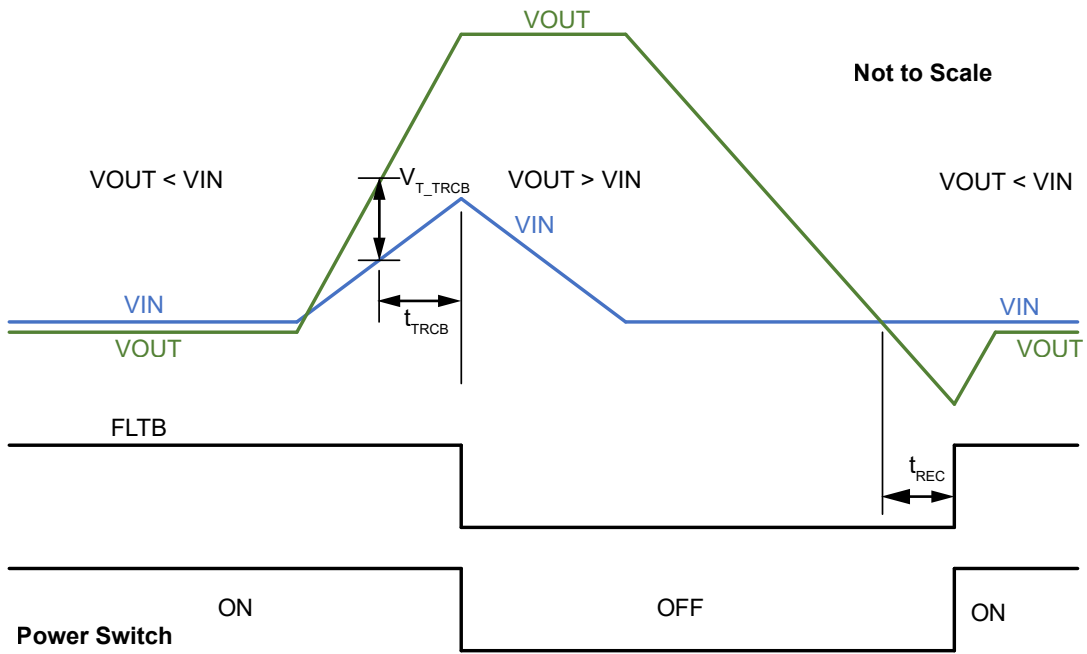 VOUT
Not to Scale
VOUT < VIN
V_T_TRCB
VOUT > VIN
VOUT < VIN
VIN
VIN
VIN
t_TRCB
VOUT
VOUT
FLTB
t_REC
ON
OFF
ON
Power Switch